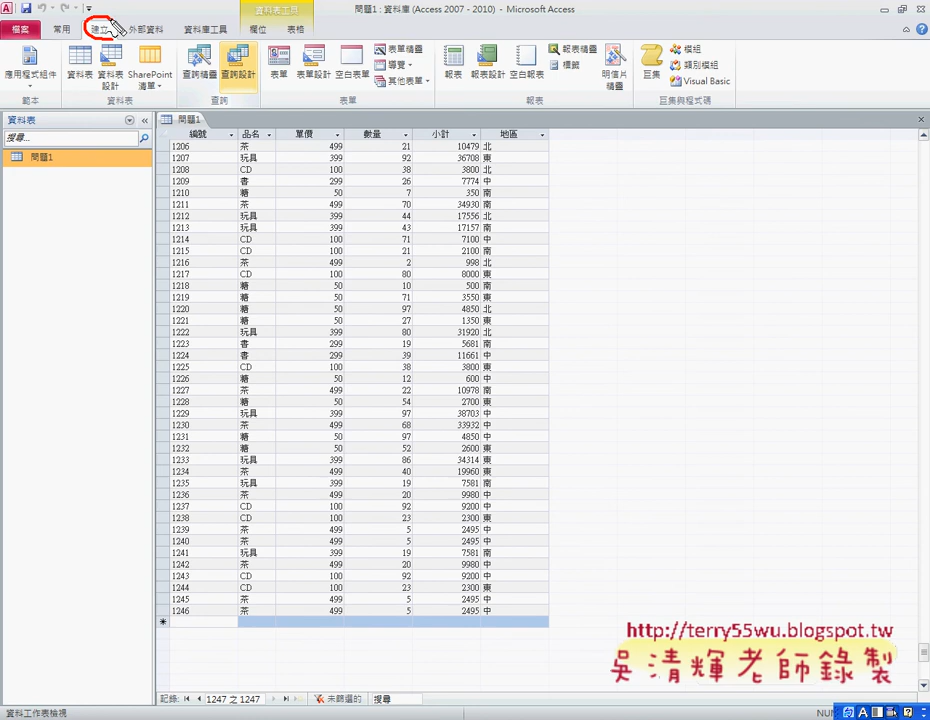 問題1 : 資料庫 (Access 2007 - 2010) - Microsoft Access
資料表工具
檔案 常用 建立 外部資料 資料庫工具 欄位 表格
應用程式組件 資料表 資料表設計 SharePoint 清單 查詢精靈 查詢設計 表單 表單設計 空白表單 表單精靈 導覽 其他表單 報表 報表設計 空白報表 報表精靈 標籤 明信片精靈 巨集 模組 類別模組 Visual Basic
範本 資料表 查詢 表單 報表 巨集與程式碼
資料表
搜尋...
問題1
問題1
編號 品名 單價 數量 小計 地區
1206 茶 499 21 10479 北
1207 玩具 399 92 36708 東
1208 CD 100 38 3800 北
1209 書 299 26 7774 中
1210 糖 50 7 350 南
1211 茶 499 70 34930 南
1212 玩具 399 44 17556 北
1213 玩具 399 43 17157 南
1214 CD 100 71 7100 中
1215 CD 100 21 2100 南
1216 茶 499 2 998 北
1217 CD 100 80 8000 東
1218 糖 50 10 500 南
1219 糖 50 71 3550 東
1220 糖 50 97 4850 北
1221 糖 50 27 1350 東
1222 玩具 399 80 31920 北
1223 書 299 19 5681 南
1224 書 299 39 11661 中
1225 CD 100 38 3800 東
1226 糖 50 12 600 中
1227 茶 499 22 10978 南
1228 糖 50 54 2700 東
1229 玩具 399 97 38703 中
1230 茶 499 68 33932 中
1231 糖 50 97 4850 中
1232 糖 50 52 2600 東
1233 玩具 399 86 34314 東
1234 茶 499 40 19960 東
1235 玩具 399 19 7581 南
1236 茶 499 20 9980 中
1237 CD 100 92 9200 中
1238 CD 100 23 2300 東
1239 茶 499 5 2495 中
1240 茶 499 5 2495 中
1241 玩具 399 19 7581 南
1242 茶 499 20 9980 中
1243 CD 100 92 9200 中
1244 CD 100 23 2300 東
1245 茶 499 5 2495 中
1246 茶 499 5 2495 中
http://terry55wu.blogspot.tw
吳清輝老師錄製
記錄: 1247 之 1247 未篩選的 搜尋
資料工作表檢視
NUM